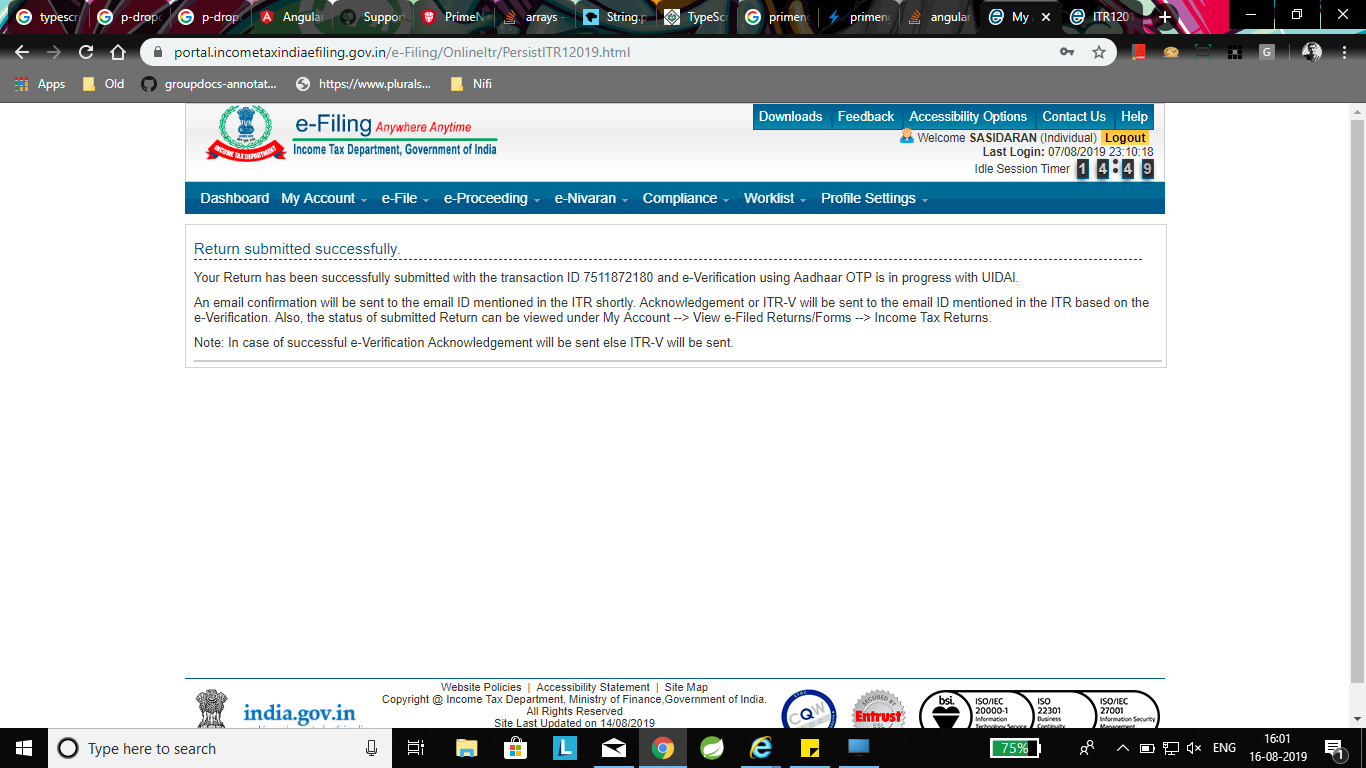 typescr
p-drop
p-drop
Angular
Support
PrimeN
arrays -
String.p
TypeScr
primeng
primeng
angular
My
ITR1201
portal.incometaxindiaefiling.gov.in/e-Filing/OnlineItr/PersistITR12019.html
Apps
Old
groupdocs-annotat...
https://www.plurals...
Nifi
G
e-Filing Anywhere Anytime
Income Tax Department, Government of India
INCOME TAX DEPARTMENT
Downloads Feedback Accessibility Options Contact Us Help
Welcome SASIDARAN (Individual) Logout
Last Login: 07/08/2019 23:10:18
Idle Session Timer 14:49
Dashboard My Account e-File e-Proceeding e-Nivaran Compliance Worklist Profile Settings
Return submitted successfully.
Your Return has been successfully submitted with the transaction ID 7511872180 and e-Verification using Aadhaar OTP is in progress with UIDAI.
An email confirmation will be sent to the email ID mentioned in the ITR shortly. Acknowledgement or ITR-V will be sent to the email ID mentioned in the ITR based on the
e-Verification. Also, the status of submitted Return can be viewed under My Account --> View e-Filed Returns/Forms --> Income Tax Returns.
Note: In case of successful e-Verification Acknowledgement will be sent else ITR-V will be sent.
Website Policies | Accessibility Statement | Site Map
Copyright @ Income Tax Department, Ministry of Finance,Government of India.
All Rights Reserved
Site Last Updated on 14/08/2019
india.gov.in
CQW
SECURED BY
Entrust
SSL
bsi.
ISO/IEC
20000-1
Information
Technology Service
ISO
22301
Business
Continuity
ISO/IEC
27001
Information Security
Management
Type here to search
L
75%
ENG
16:01
16-08-2019
1